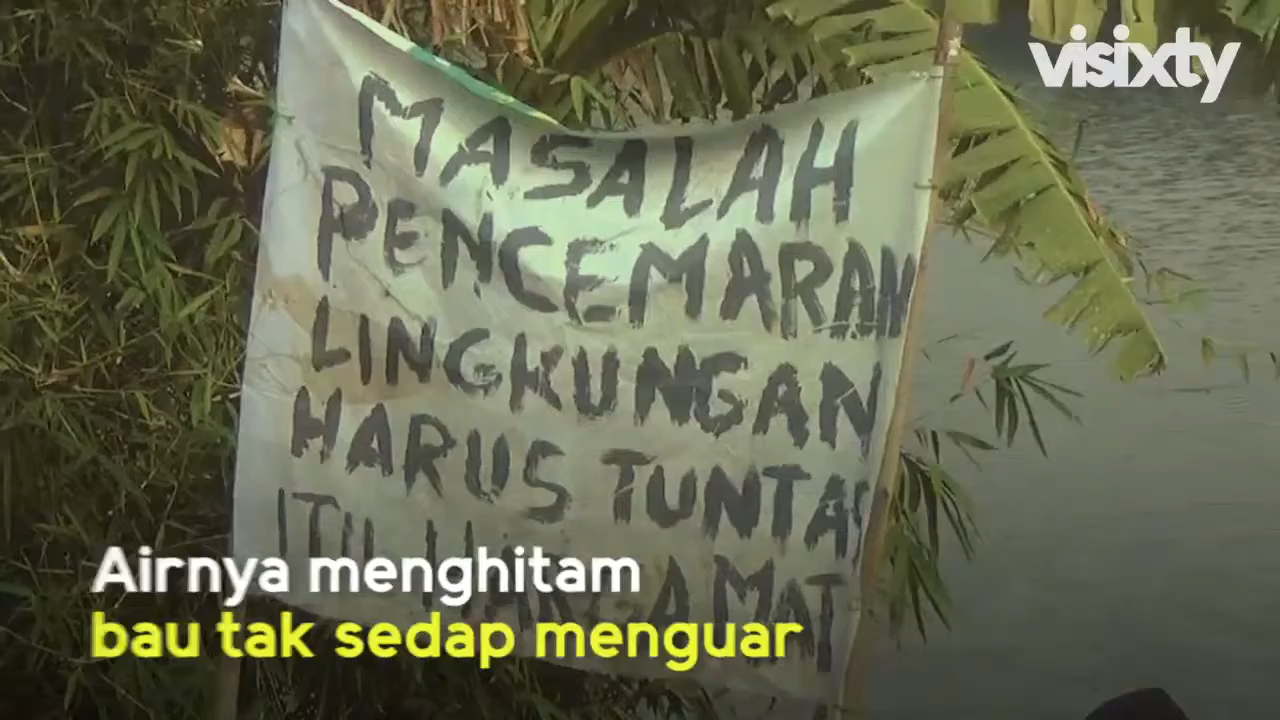 visixty
MASALAH
PENCEMARAN
LINGKUNGAN
HARUS TUNTAS
Airnya menghitam
bau tak sedap menguar